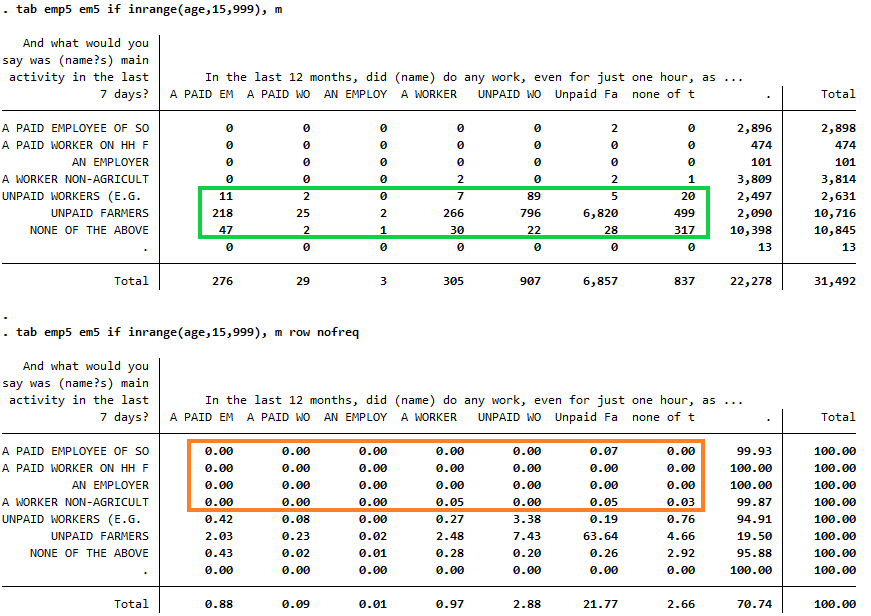 . tab emp5 em5 if inrange(age,15,999), m
And what would you
say was (name?s) main
activity in the last In the last 12 months, did (name) do any work, even for just one hour, as ...
7 days? A PAID EM A PAID WO AN EMPLOY A WORKER UNPAID WO Unpaid Fa none of t . Total
A PAID EMPLOYEE OF SO 0 0 0 0 0 2 0 2,896 2,898
A PAID WORKER ON HH F 0 0 0 0 0 0 0 474 474
AN EMPLOYER 0 0 0 0 0 0 0 101 101
A WORKER NON-AGRICULT 0 0 0 2 0 2 1 3,809 3,814
UNPAID WORKERS (E.G. 11 2 0 7 89 5 20 2,497 2,631
UNPAID FARMERS 218 25 2 266 796 6,820 499 2,090 10,716
NONE OF THE ABOVE 47 2 1 30 22 28 317 10,398 10,845
. 0 0 0 0 0 0 0 13 13
Total 276 29 3 305 907 6,857 837 22,278 31,492
.
. tab emp5 em5 if inrange(age,15,999), m row nofreq
And what would you
say was (name?s) main
activity in the last In the last 12 months, did (name) do any work, even for just one hour, as ...
7 days? A PAID EM A PAID WO AN EMPLOY A WORKER UNPAID WO Unpaid Fa none of t . Total
A PAID EMPLOYEE OF SO 0.00 0.00 0.00 0.00 0.00 0.07 0.00 99.93 100.00
A PAID WORKER ON HH F 0.00 0.00 0.00 0.00 0.00 0.00 0.00 100.00 100.00
AN EMPLOYER 0.00 0.00 0.00 0.00 0.00 0.00 0.00 100.00 100.00
A WORKER NON-AGRICULT 0.00 0.00 0.00 0.05 0.00 0.05 0.03 99.87 100.00
UNPAID WORKERS (E.G. 0.42 0.08 0.00 0.27 3.38 0.19 0.76 94.91 100.00
UNPAID FARMERS 2.03 0.23 0.02 2.48 7.43 63.64 4.66 19.50 100.00
NONE OF THE ABOVE 0.43 0.02 0.01 0.28 0.20 0.26 2.92 95.88 100.00
. 0.00 0.00 0.00 0.00 0.00 0.00 0.00 100.00 100.00
Total 0.88 0.09 0.01 0.97 2.88 21.77 2.66 70.74 100.00